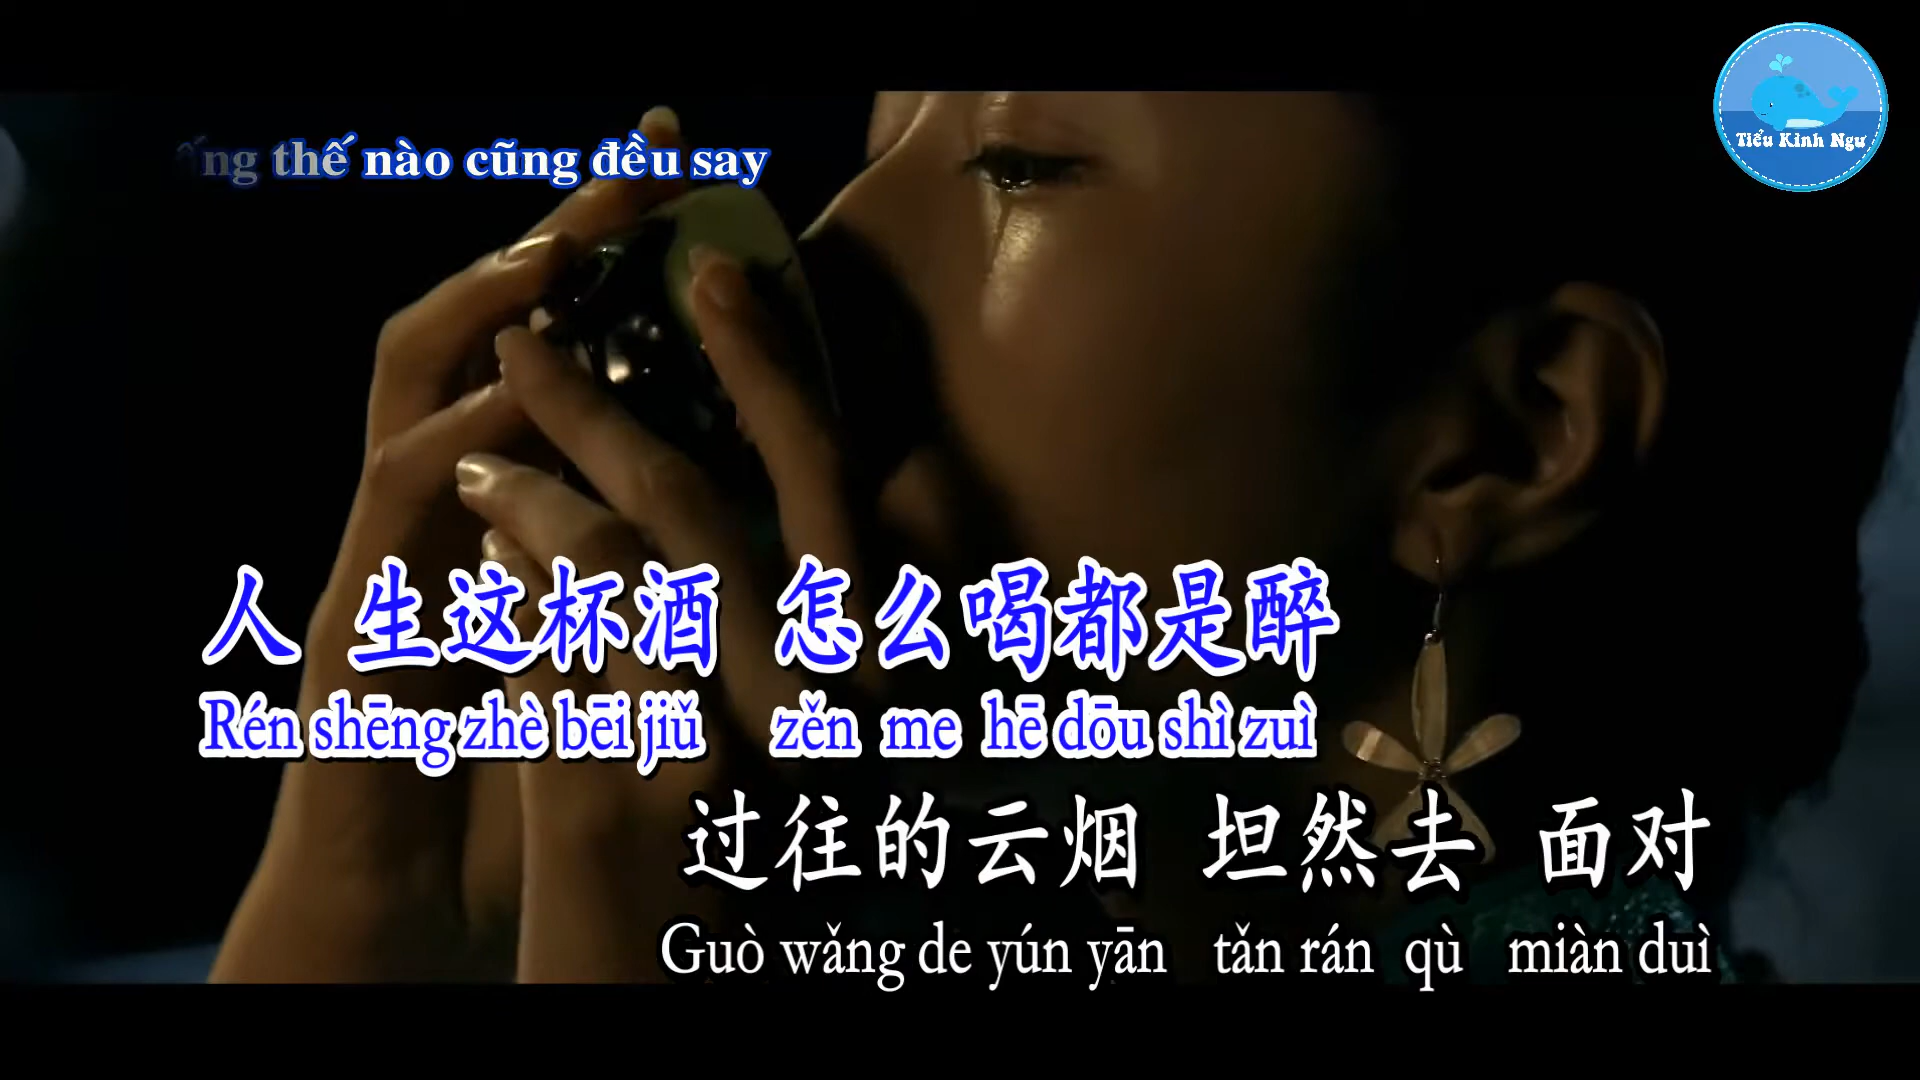 thế nào cũng đều say
Tiểu Kình Ngư
人 生这杯酒 怎么喝都是醉
Rén shēng zhè bēi jiǔ zěn me hē dōu shì zuì
过往的云烟 坦然去 面对
Guò wǎng de yún yān tǎn rán qù miàn duì